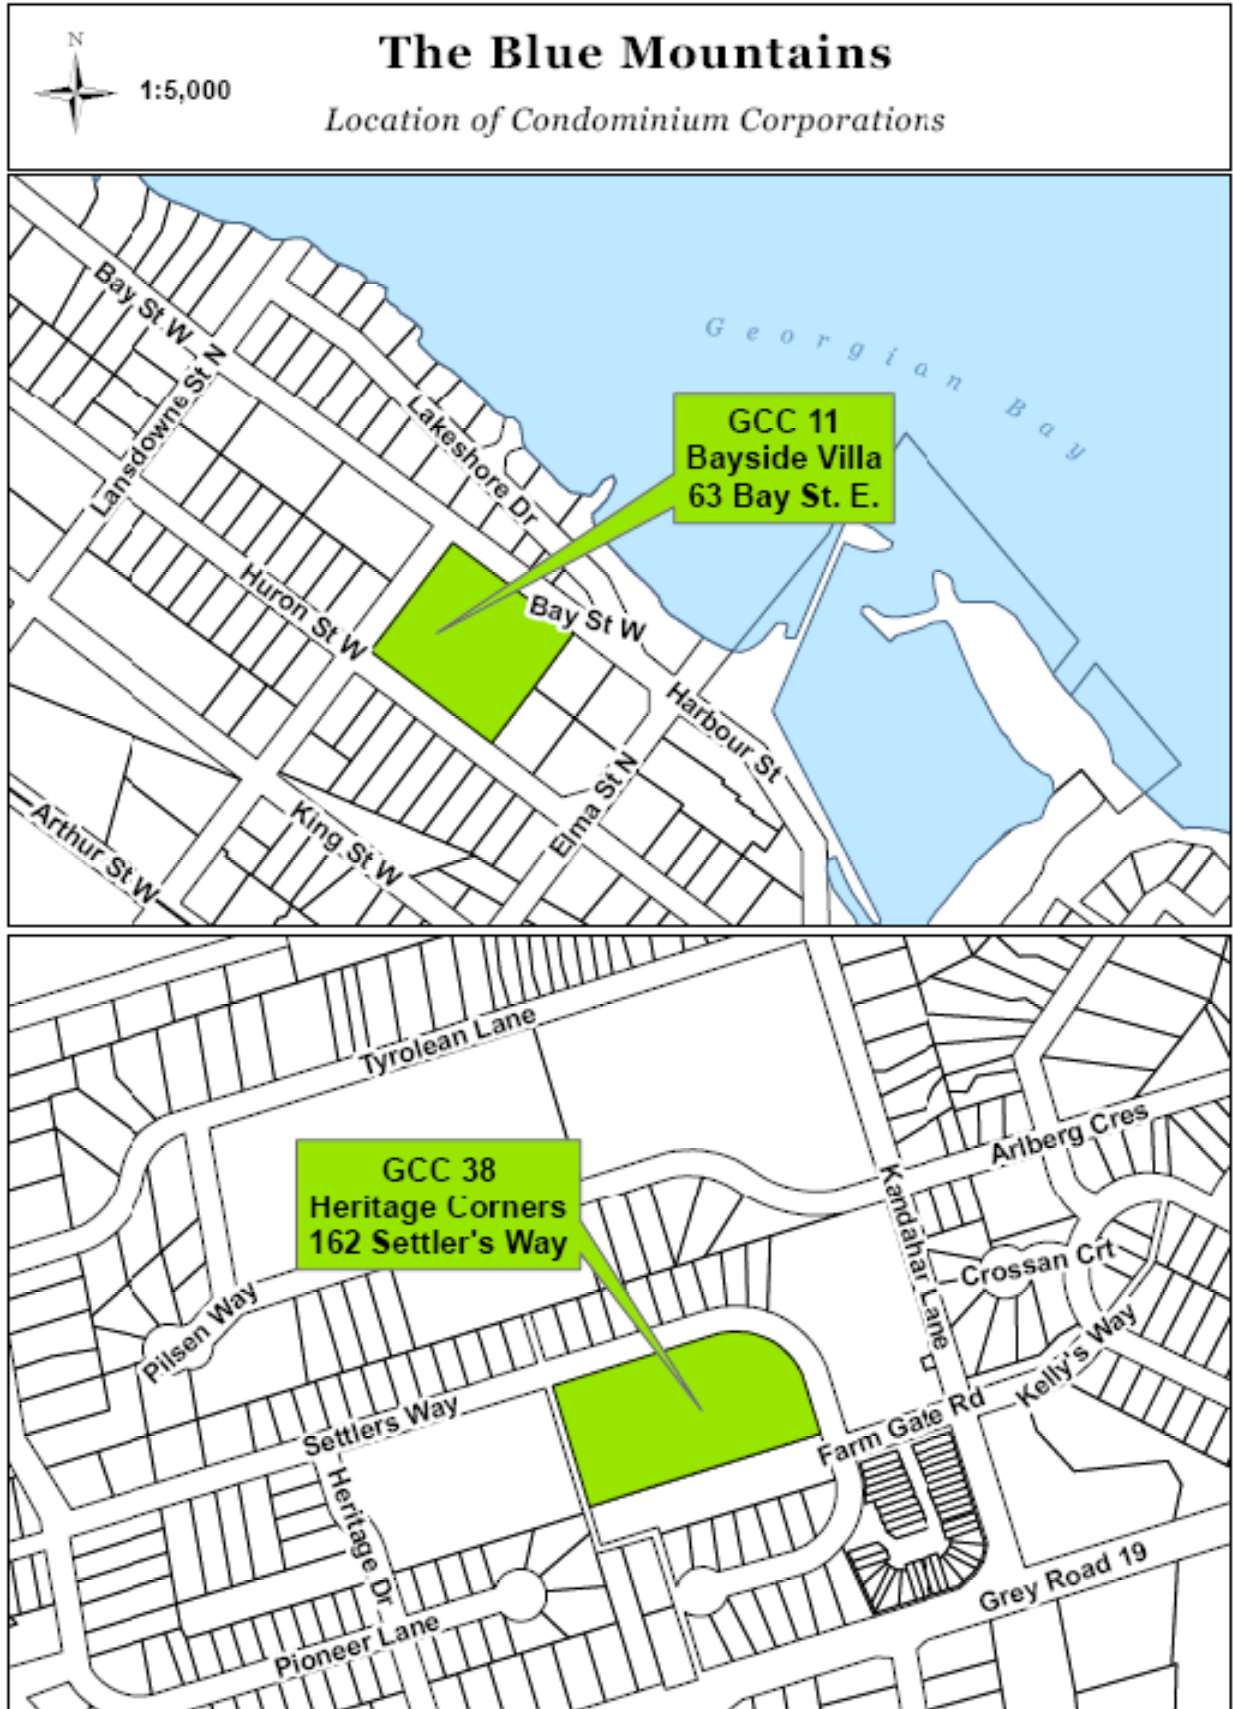 N
1:5,000
The Blue Mountains
Location of Condominium Corporations
Georgian Bay
Bay St W
Lansdowne St N
Lakeshore Dr
GCC 11
Bayside Villa
63 Bay St. E.
Huron St W
Bay St W
Harbour St
Elma St N
King St W
Arthur St W
Tyrolean Lane
Arlberg Cres
GCC 38
Heritage Corners
162 Settler's Way
Kandahar Lane
Crossan Crt
Pilsen Way
Kelly's Way
Settlers Way
Farm Gate Rd
Heritage Dr
Grey Road 19
Pioneer Lane